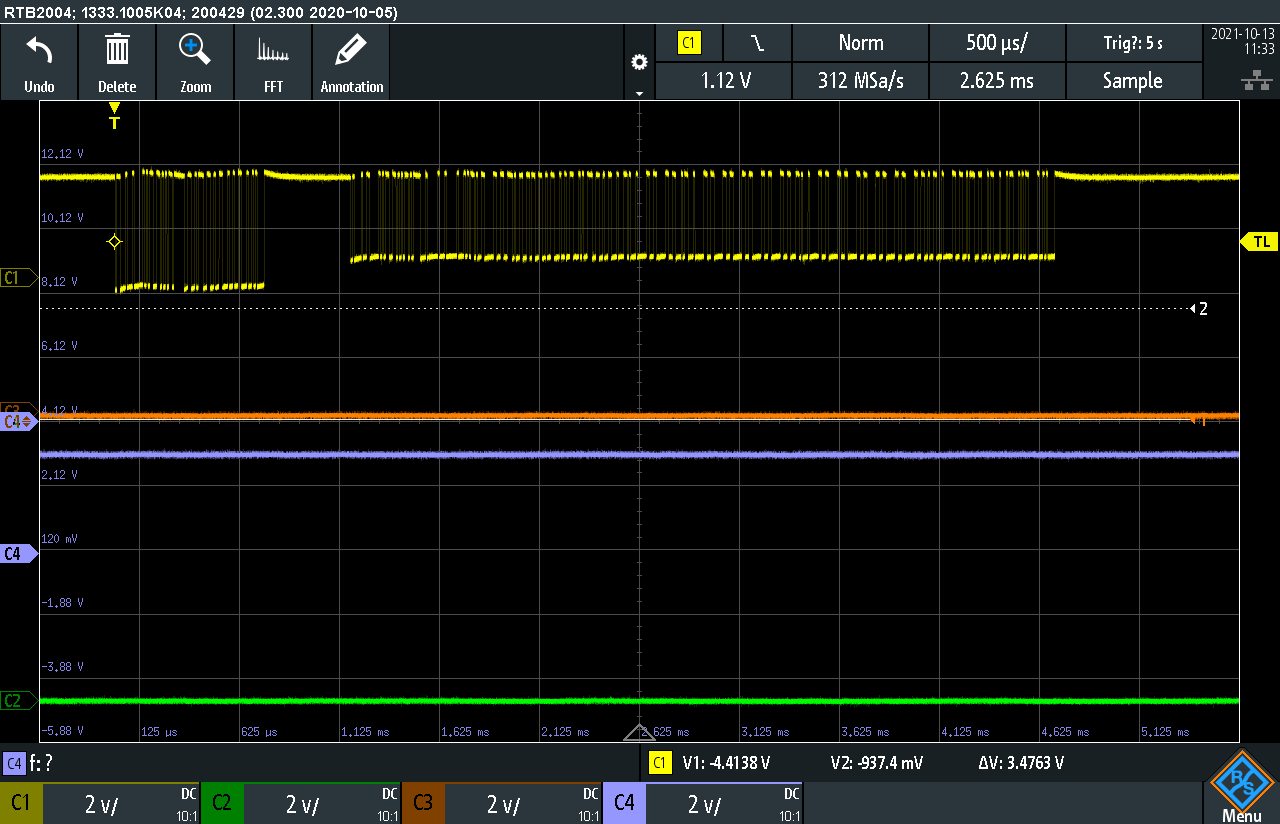 RTB2004; 1333.1005K04; 200429 (02.300 2020-10-05)
Undo
Delete
Zoom
FFT
Annotation
C1
Norm
500 µs/
Trig?: 5 s
1.12 V
312 MSa/s
2.625 ms
Sample
2021-10-13
11:33
T
12.12 V
10.12 V
TL
C1
8.12 V
2
6.12 V
4.12 V
C4
1
2.12 V
120 mV
C4
-1.88 V
-3.88 V
C2
-5.88 V
125 µs
625 µs
1.125 ms
1.625 ms
2.125 ms
2.625 ms
3.125 ms
3.625 ms
4.125 ms
4.625 ms
5.125 ms
C4 f: ?
C1 V1: -4.4138 V V2: -937.4 mV ΔV: 3.4763 V
C1 2 V/ DC 10:1
C2 2 V/ DC 10:1
C3 2 V/ DC 10:1
C4 2 V/ DC 10:1
R S
Menu